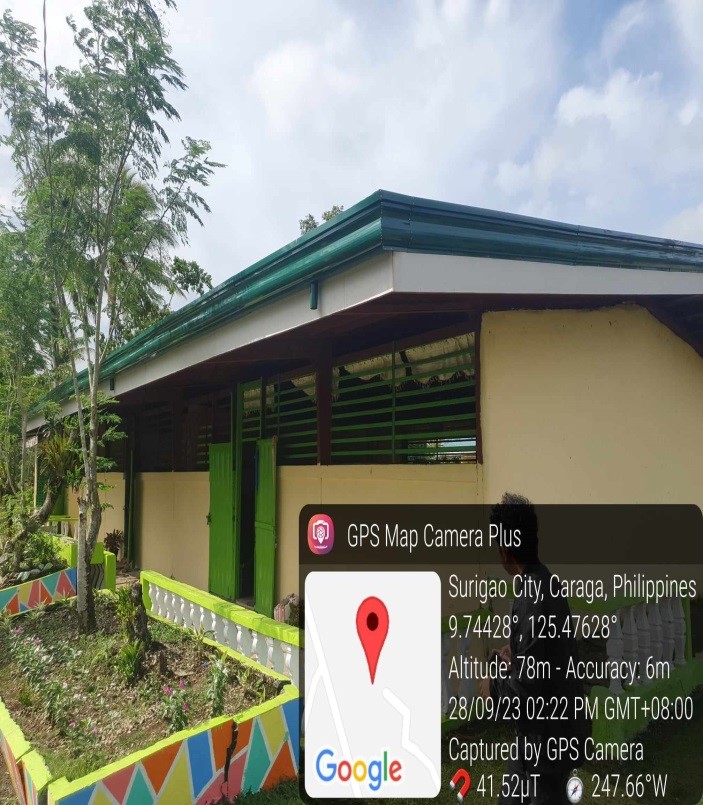 GPS Map Camera Plus
Surigao City, Caraga, Philippines
9.74428°, 125.47628°
Altitude: 78m - Accuracy: 6m
28/09/23 02:22 PM GMT+08:00
Captured by GPS Camera
Google
41.52µT 247.66°W